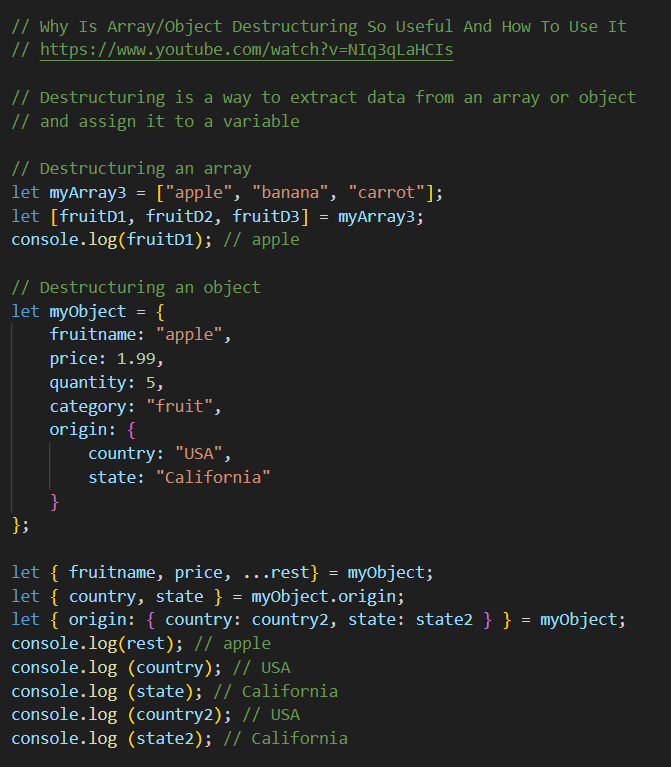 // Why Is Array/Object Destructuring So Useful And How To Use It
// https://www.youtube.com/watch?v=NIq3qLaHCIs

// Destructuring is a way to extract data from an array or object
// and assign it to a variable

// Destructuring an array
let myArray3 = ["apple", "banana", "carrot"];
let [fruitD1, fruitD2, fruitD3] = myArray3;
console.log(fruitD1); // apple

// Destructuring an object
let myObject = {
    fruitname: "apple",
    price: 1.99,
    quantity: 5,
    category: "fruit",
    origin: {
        country: "USA",
        state: "California"
    }
};

let { fruitname, price, ...rest} = myObject;
let { country, state } = myObject.origin;
let { origin: { country: country2, state: state2 } } = myObject;
console.log(rest); // apple
console.log (country); // USA
console.log (state); // California
console.log (country2); // USA
console.log (state2); // California